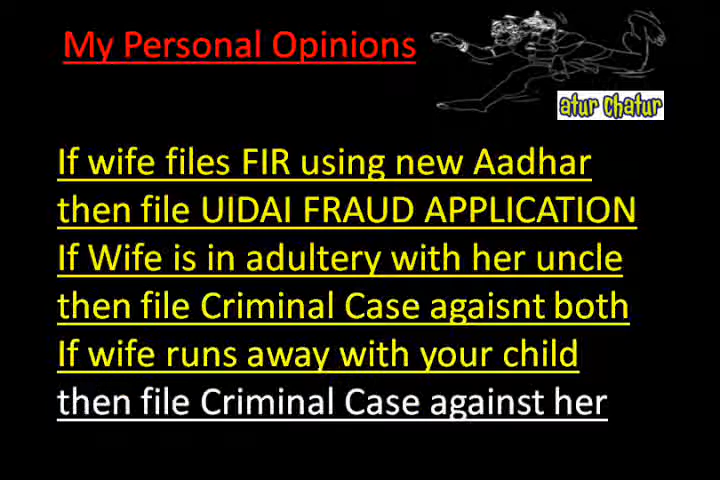 My Personal Opinions
atur chatur
If wife files FIR using new Aadhar
then file UIDAI FRAUD APPLICATION
If Wife is in adultery with her uncle
then file Criminal Case agaisnt both
If wife runs away with your child
then file Criminal Case against her